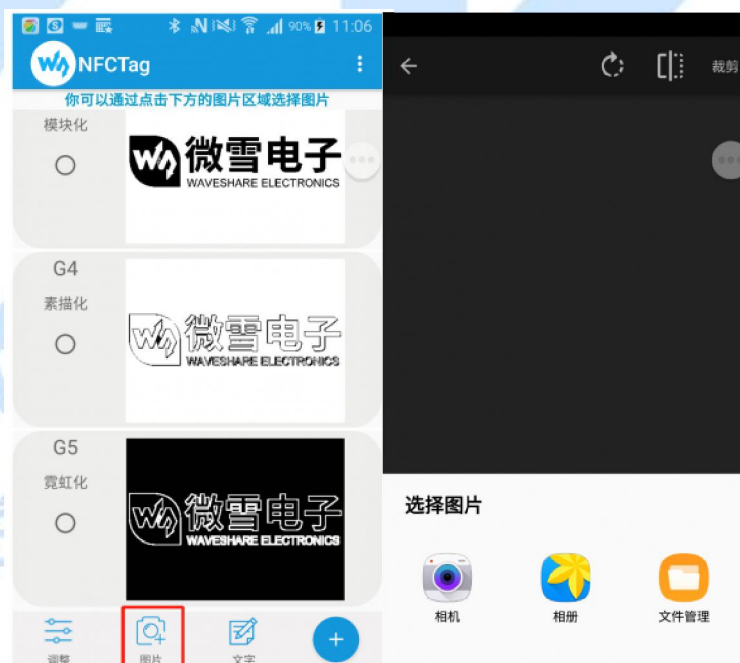 90% 11:06
NFCTag
你可以通过点击下方的图片区域选择图片
模块化
微雪电子
WAVESHARE ELECTRONICS
G4
素描化
微雪电子
WAVESHARE ELECTRONICS
G5
霓虹化
微雪电子
WAVESHARE ELECTRONICS
调整
图片
文字
裁剪
选择图片
相机
相册
文件管理